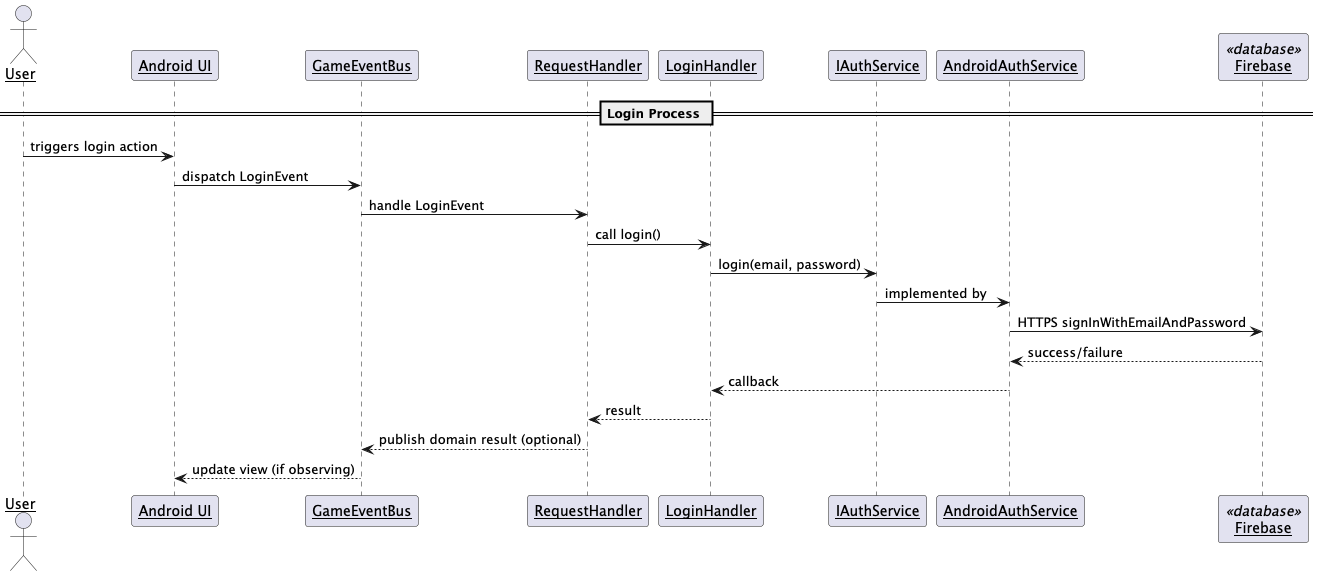 User
Android UI
GameEventBus
RequestHandler
LoginHandler
IAuthService
AndroidAuthService
«database»
Firebase
Login Process
triggers login action
dispatch LoginEvent
handle LoginEvent
call login()
login(email, password)
implemented by
HTTPS signInWithEmailAndPassword
success/failure
callback
result
publish domain result (optional)
update view (if observing)
User
Android UI
GameEventBus
RequestHandler
LoginHandler
IAuthService
AndroidAuthService
«database»
Firebase